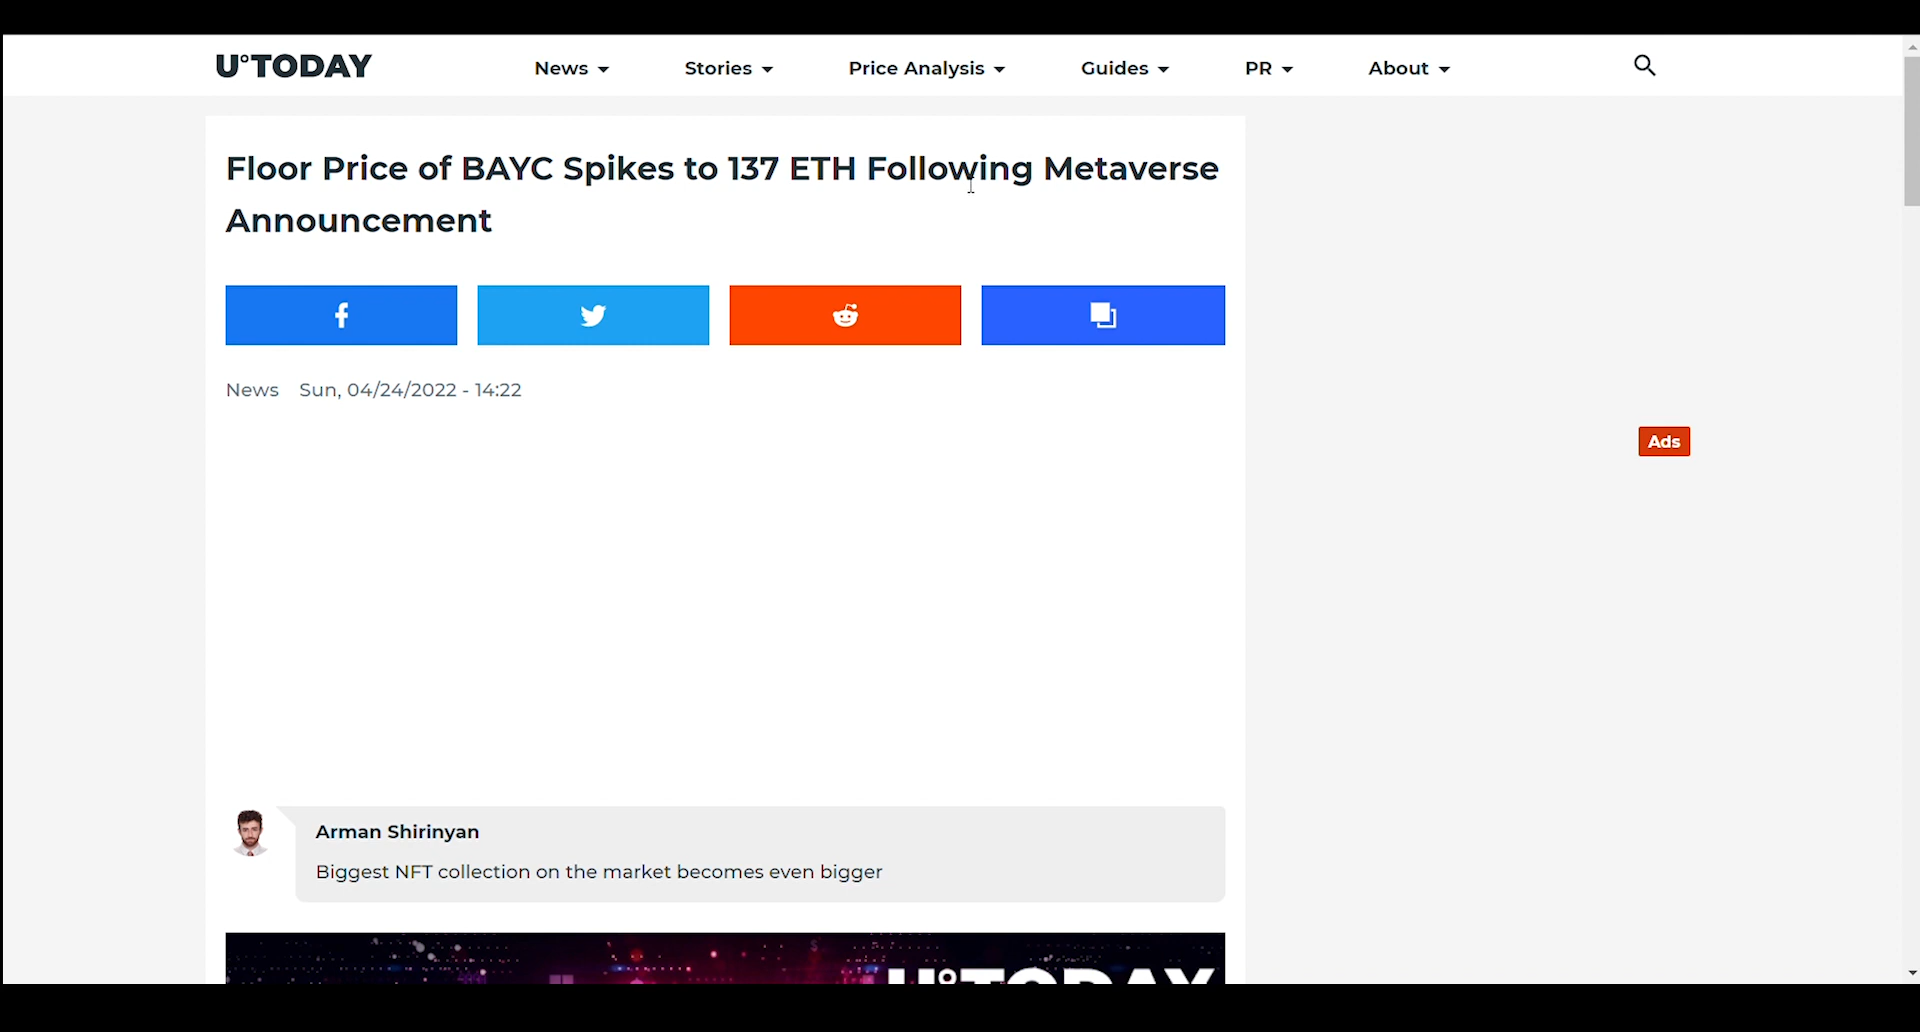 U°TODAY
News
Stories
Price Analysis
Guides
PR
About
Floor Price of BAYC Spikes to 137 ETH Following Metaverse
Announcement
News Sun, 04/24/2022 - 14:22
Ads
Arman Shirinyan
Biggest NFT collection on the market becomes even bigger
U°TODAY